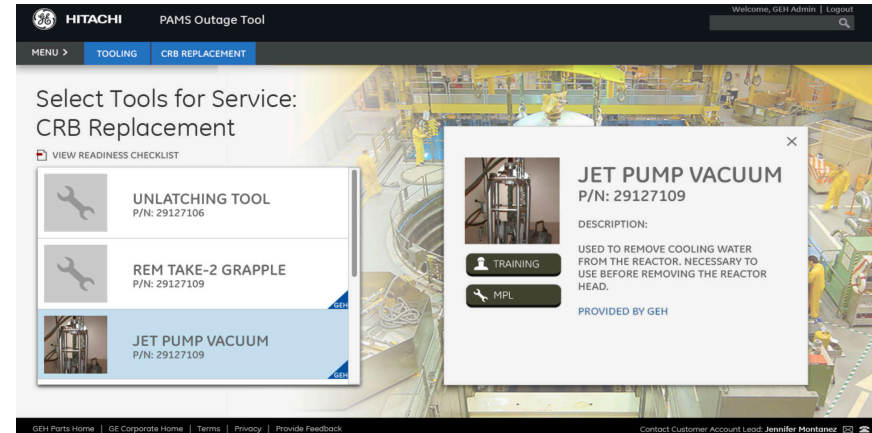 Welcome, GEH Admin | Logout
HITACHI PAMS Outage Tool
MENU > TOOLING CRB REPLACEMENT
Select Tools for Service:
CRB Replacement
VIEW READINESS CHECKLIST
UNLATCHING TOOL
P/N: 29127106
REM TAKE-2 GRAPPLE
P/N: 29127109
GEH
JET PUMP VACUUM
P/N: 29127109
GEH
JET PUMP VACUUM
P/N: 29127109
DESCRIPTION:
USED TO REMOVE COOLING WATER
FROM THE REACTOR. NECESSARY TO
USE BEFORE REMOVING THE REACTOR
HEAD.
PROVIDED BY GEH
TRAINING
MPL
GEH Parts Home | GE Corporate Home | Terms | Privacy | Provide Feedback
Contact Customer Account Lead: Jennifer Montanez